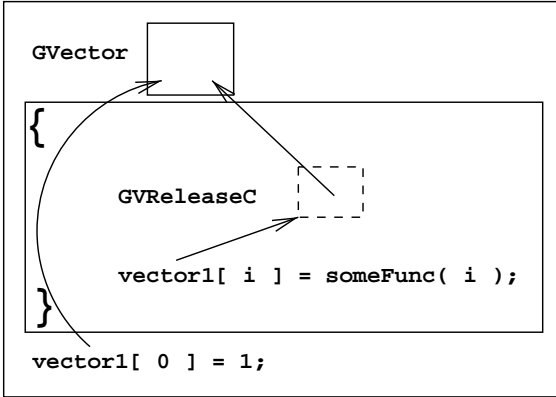 GVector
{
GVReleaseC
vector1[ i ] = someFunc( i );
}
vector1[ 0 ] = 1;